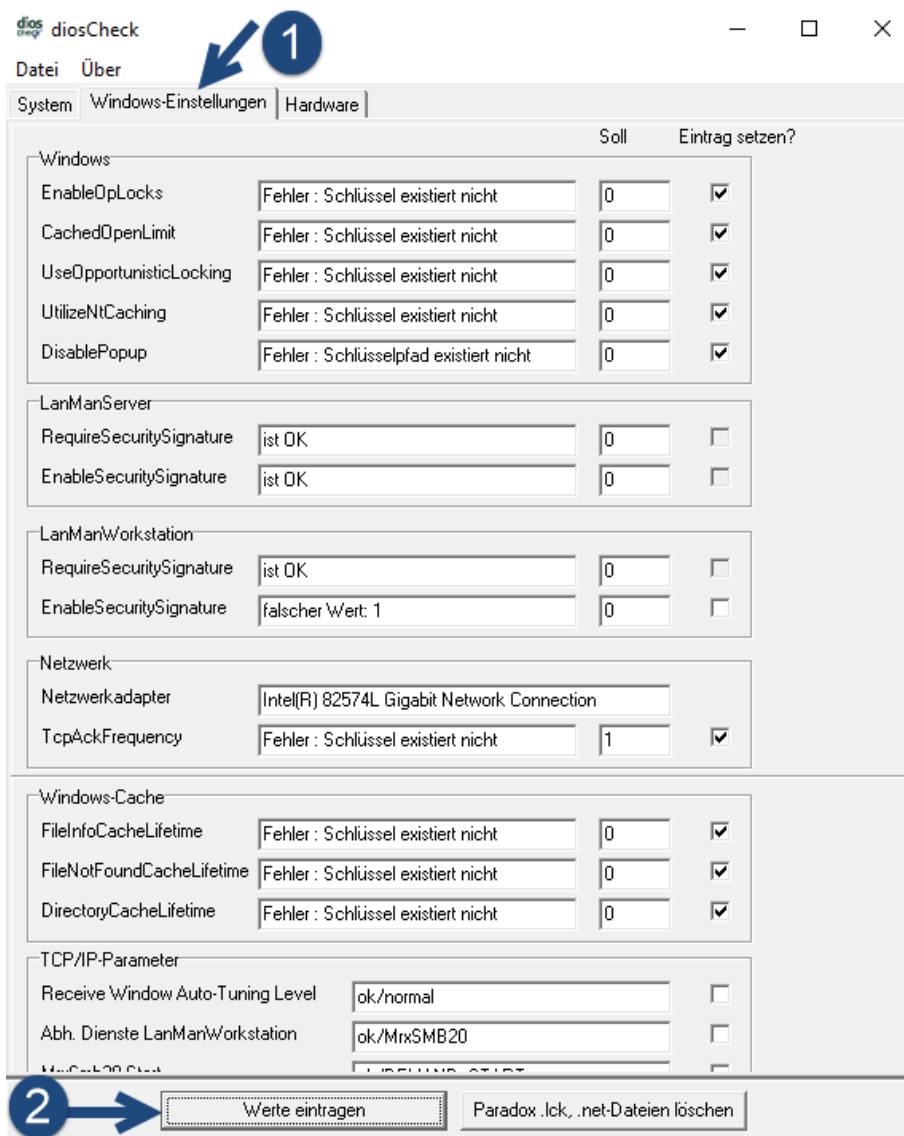 dios check diosCheck
1
Datei Über
System Windows-Einstellungen Hardware
Soll Eintrag setzen?
Windows
EnableOpLocks Fehler : Schlüssel existiert nicht 0
CachedOpenLimit Fehler : Schlüssel existiert nicht 0
UseOpportunisticLocking Fehler : Schlüssel existiert nicht 0
UtilizeNtCaching Fehler : Schlüssel existiert nicht 0
DisablePopup Fehler : Schlüsselpfad existiert nicht 0
LanManServer
RequireSecuritySignature ist OK 0
EnableSecuritySignature ist OK 0
LanManWorkstation
RequireSecuritySignature ist OK 0
EnableSecuritySignature falscher Wert: 1 0
Netzwerk
Netzwerkadapter Intel(R) 82574L Gigabit Network Connection
TcpAckFrequency Fehler : Schlüssel existiert nicht 1
Windows-Cache
FileInfoCacheLifetime Fehler : Schlüssel existiert nicht 0
FileNotFoundCacheLifetime Fehler : Schlüssel existiert nicht 0
DirectoryCacheLifetime Fehler : Schlüssel existiert nicht 0
TCP/IP-Parameter
Receive Window Auto-Tuning Level ok/normal
Abh. Dienste LanManWorkstation ok/MrxSMB20
2
Werte eintragen Paradox .lck, .net-Dateien löschen